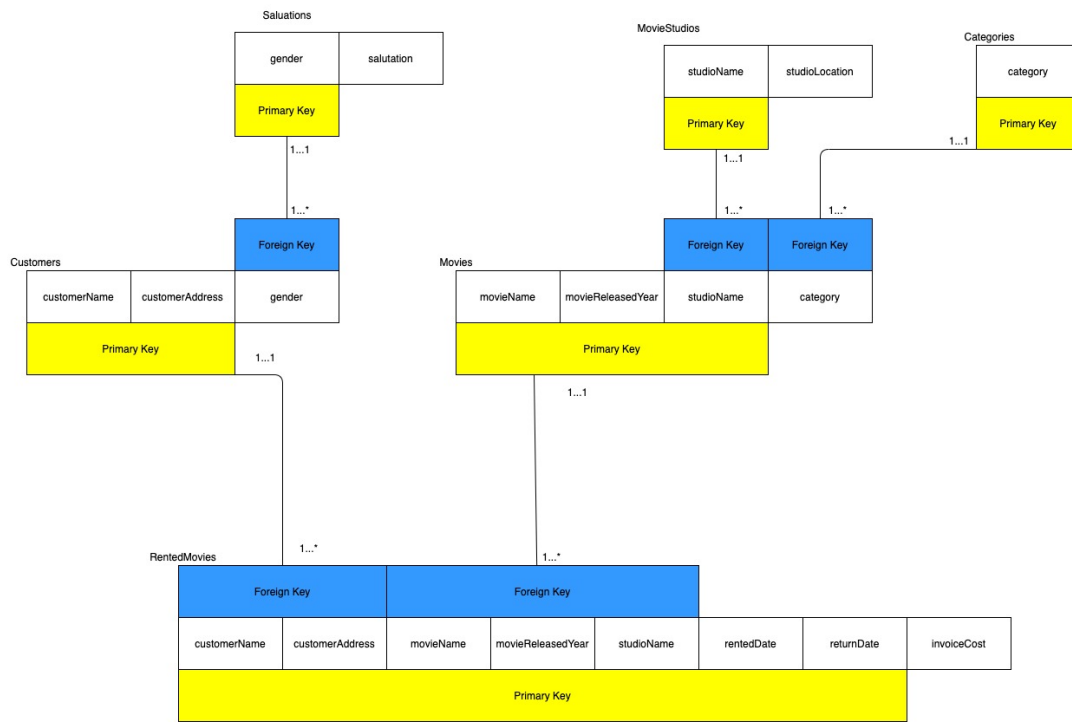 Saluations
gender salutation
Primary Key
1...1
1...*
Foreign Key
Customers
customerName customerAddress gender
Primary Key
1...1
MovieStudios
studioName studioLocation
Primary Key
1...1
1...*
Categories
category
Primary Key
1...1
1...*
Foreign Key Foreign Key
Movies
movieName movieReleasedYear studioName category
Primary Key
1...1
1...*
1...*
RentedMovies
Foreign Key Foreign Key
customerName customerAddress movieName movieReleasedYear studioName rentedDate returnDate invoiceCost
Primary Key